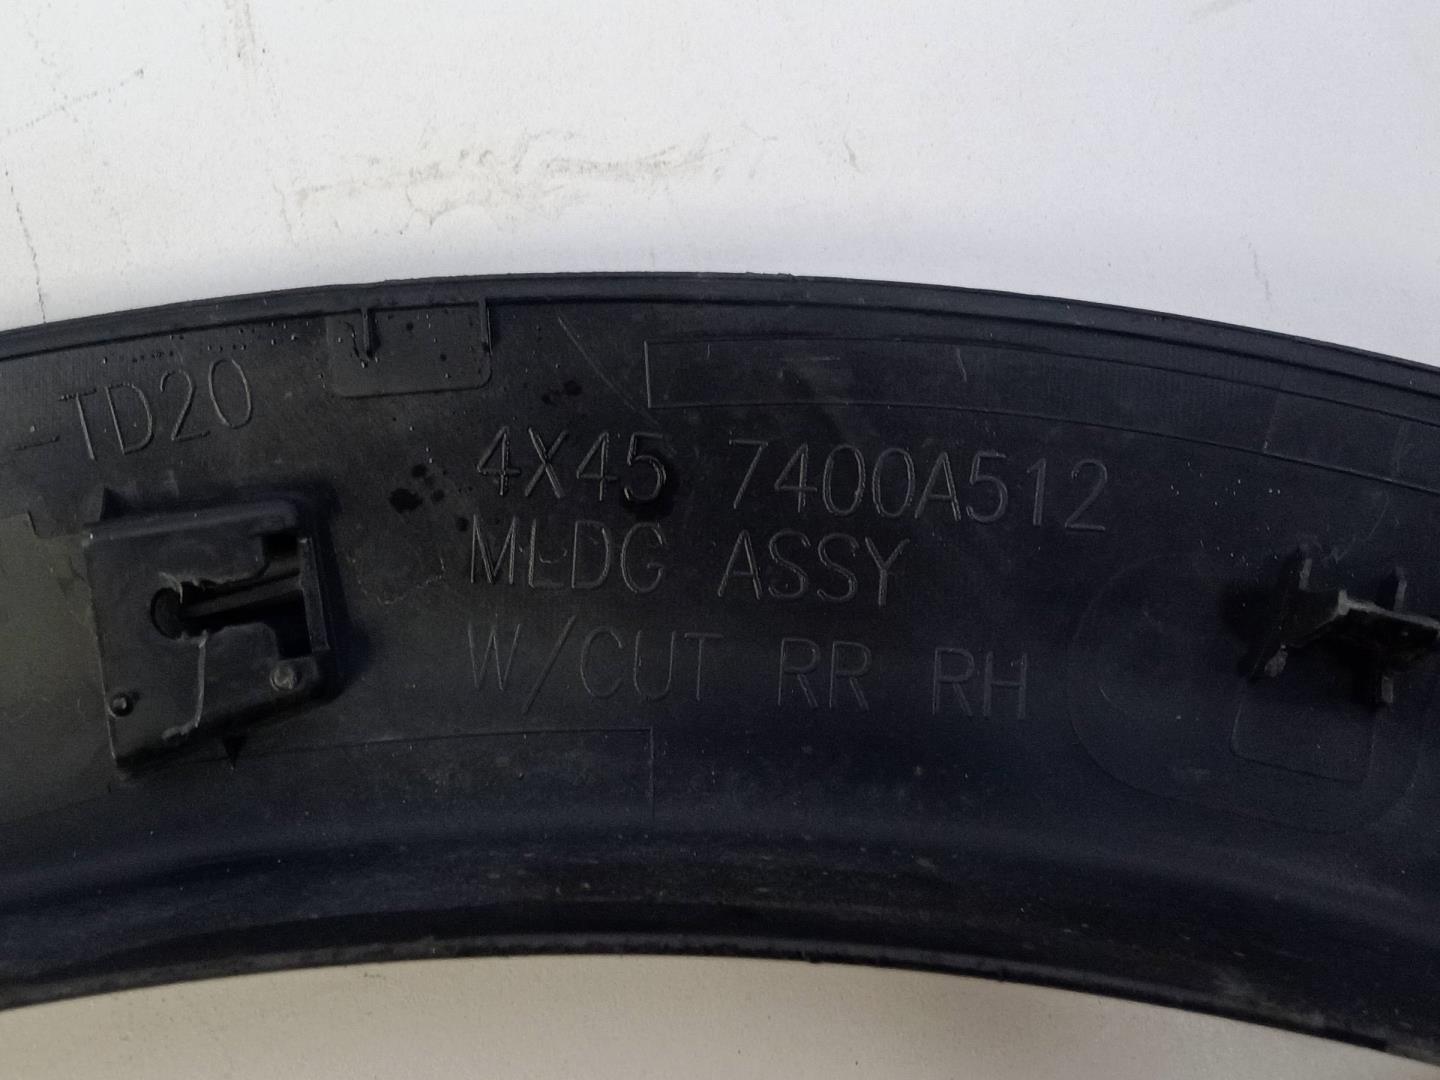 -TD20
4X45 7400A512
MLDG ASSY
W/CUT RR RH